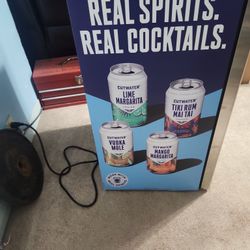 REAL SPIRITS.
REAL COCKTAILS.
CUTWATER
LIME
MARGARITA
CUTWATER
TIKI RUM
MAI TAI
CUTWATER
VODKA
MULE
CUTWATER
MANGO
MARGARITA